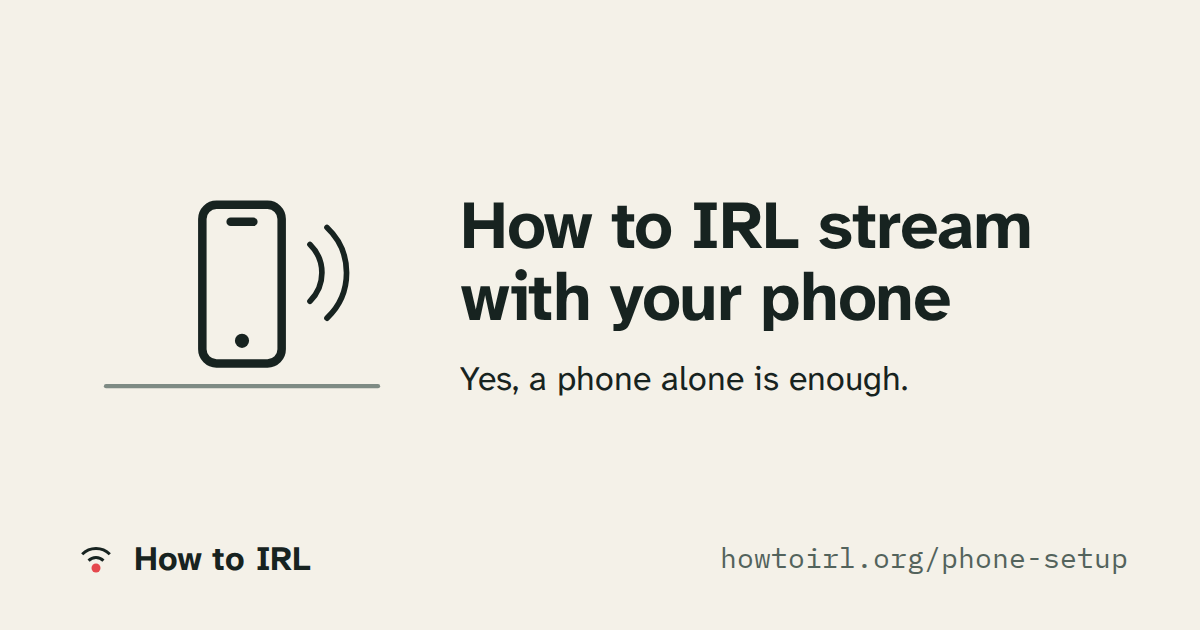 How to IRL stream
with your phone
Yes, a phone alone is enough.
How to IRL
howtoirl.org/phone-setup